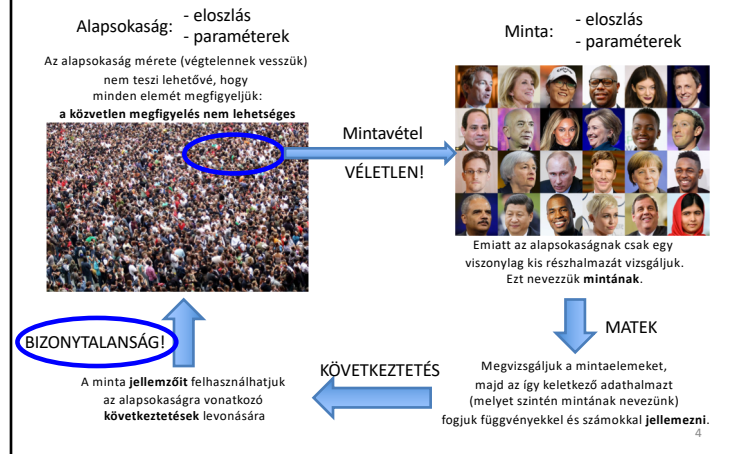 Alapsokaság:
- eloszlás
- paraméterek
Az alapsokaság mérete (végtelennek vesszük)
nem teszi lehetővé, hogy
minden elemét megfigyeljük:
a közvetlen megfigyelés nem lehetséges
Mintavétel
VÉLETLEN!
Minta:
- eloszlás
- paraméterek
Emiatt az alapsokaságnak csak egy
viszonylag kis részhalmazát vizsgáljuk.
Ezt nevezzük mintának.
MATEK
Megvizsgáljuk a mintaelemeket,
majd az így keletkező adathalmazt
(melyet szintén mintának nevezünk)
fogjuk függvényekkel és számokkal jellemezni.
KÖVETKEZTETÉS
A minta jellemzőit felhasználhatjuk
az alapsokaságra vonatkozó
következtetések levonására
BIZONYTALANSÁG!
4